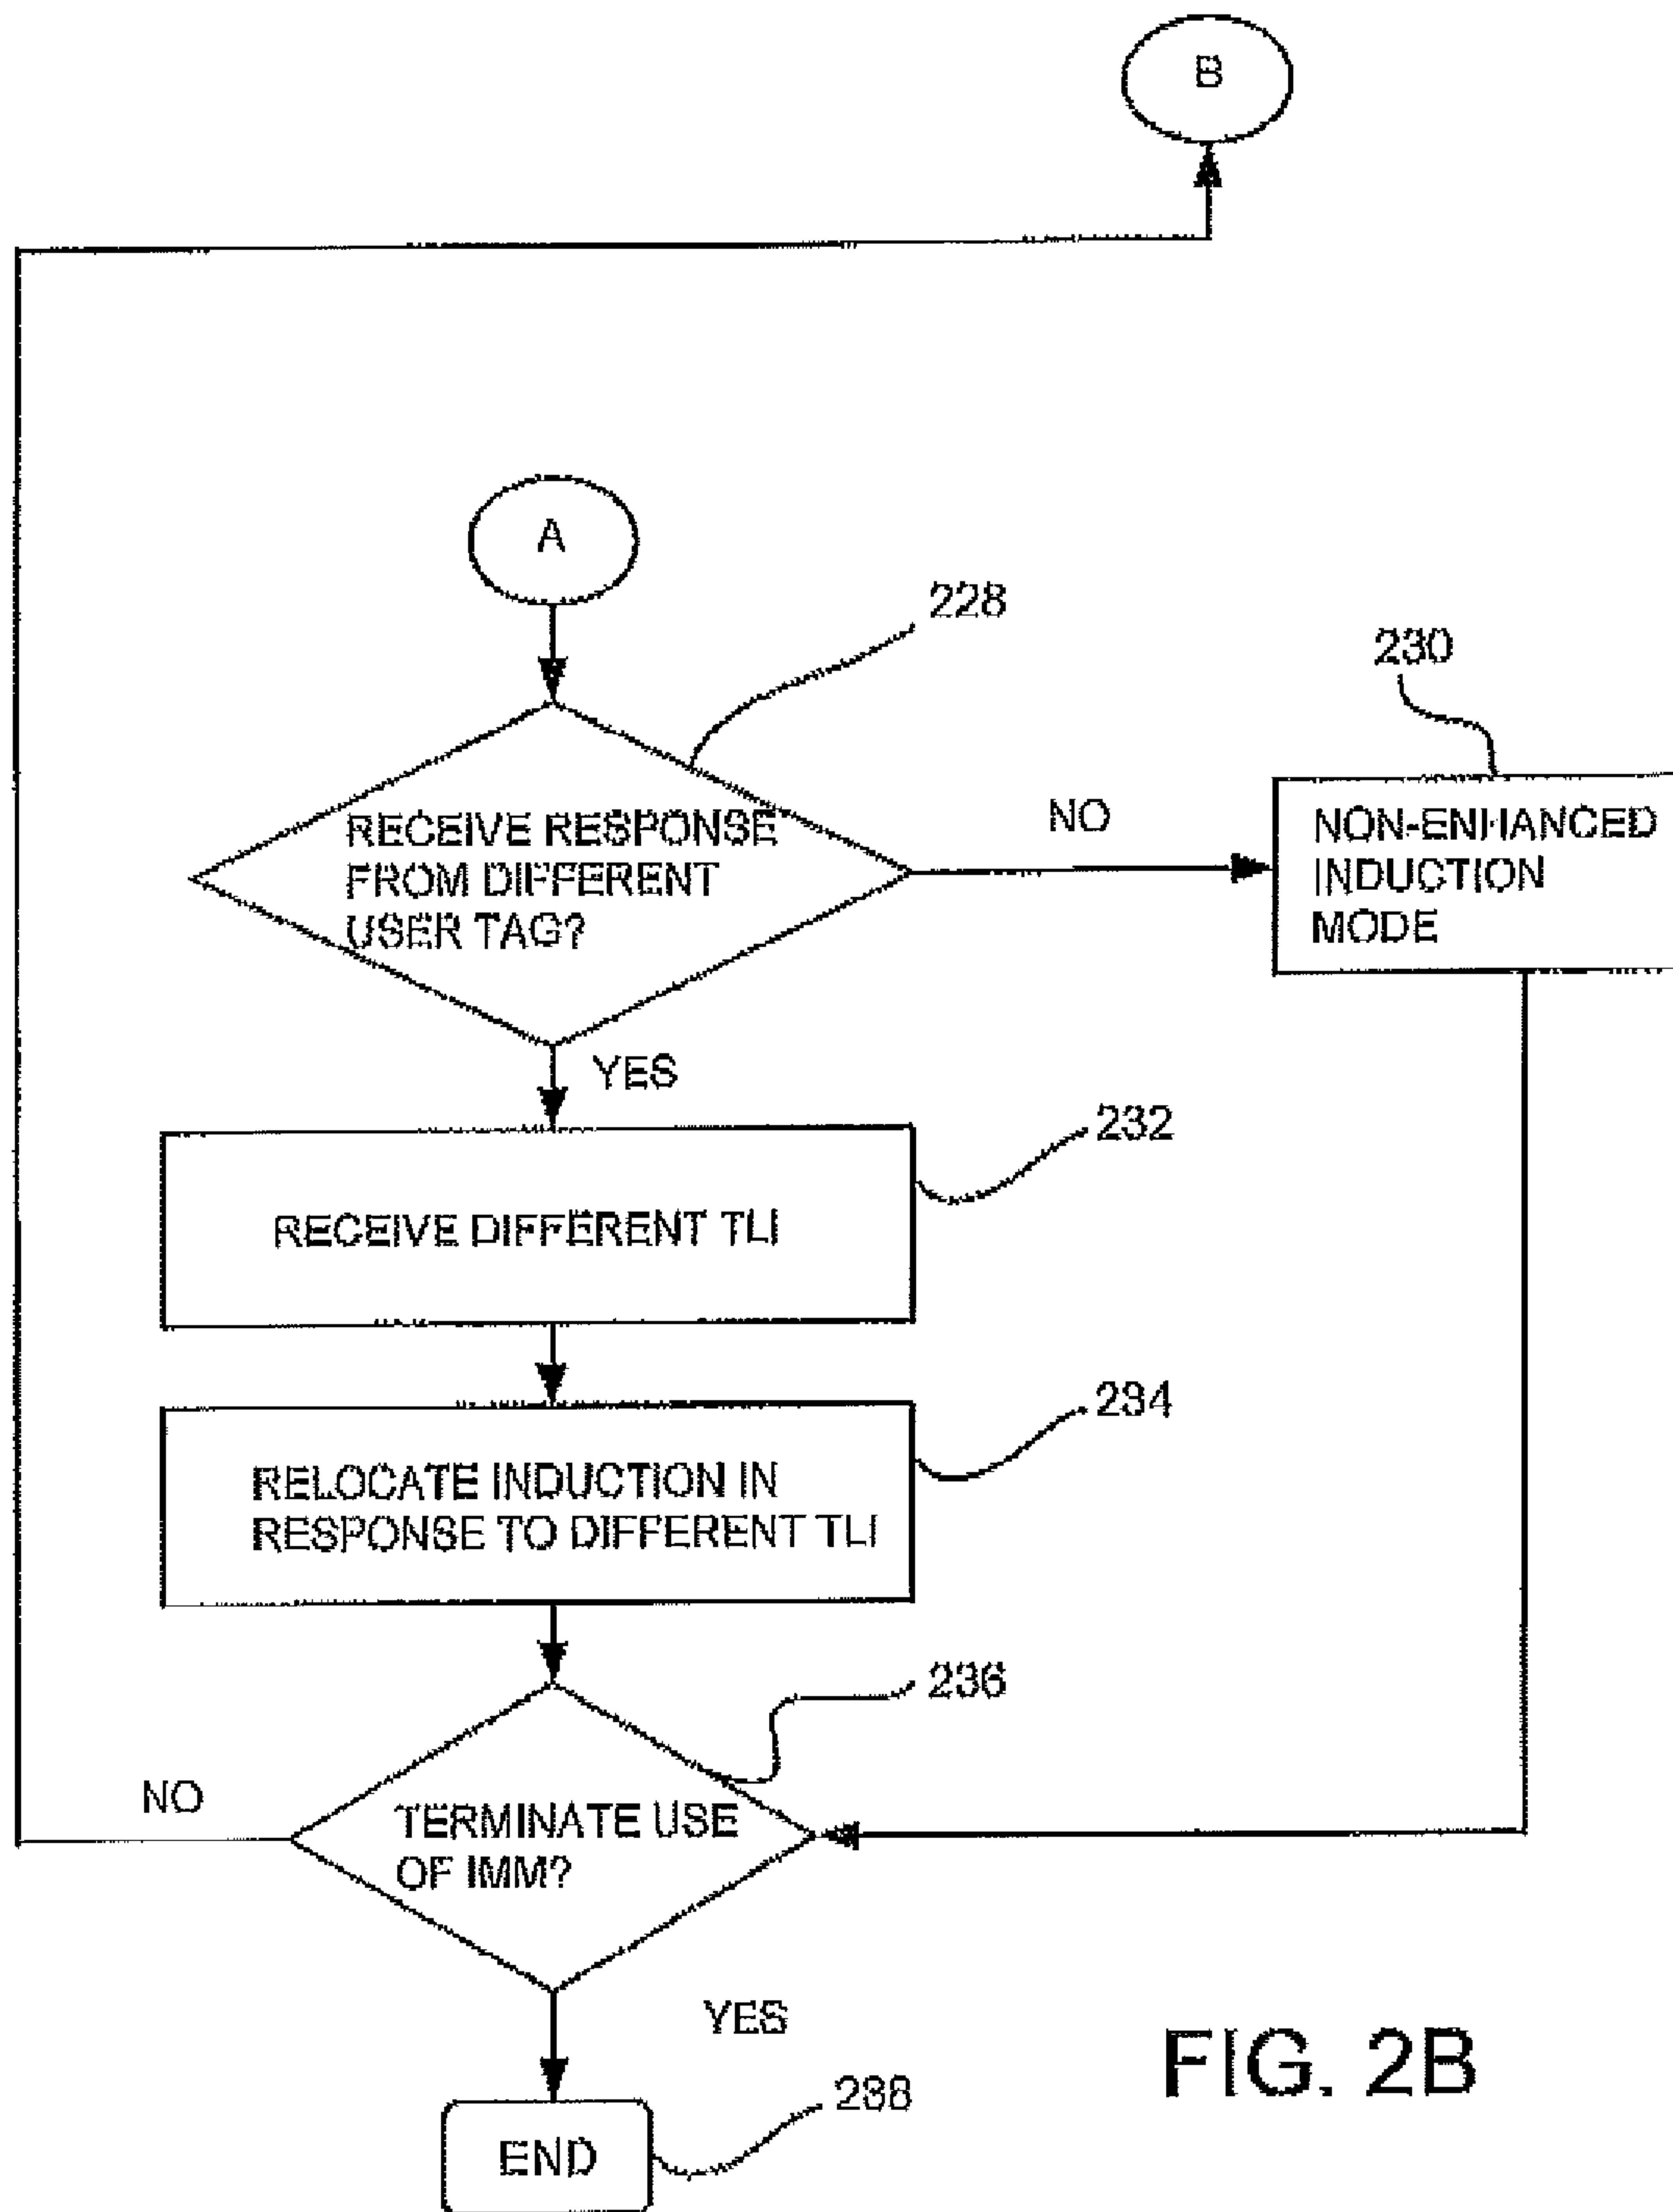 B
A
228
230
RECEIVE RESPONSE
FROM DIFFERENT
USER TAG?
NO
NON-ENHANCED
INDUCTION
MODE
YES
232
RECEIVE DIFFERENT TLI
234
RELOCATE INDUCTION IN
RESPONSE TO DIFFERENT TLI
236
NO
TERMINATE USE
OF IMM?
YES
238
END
FIG. 2B